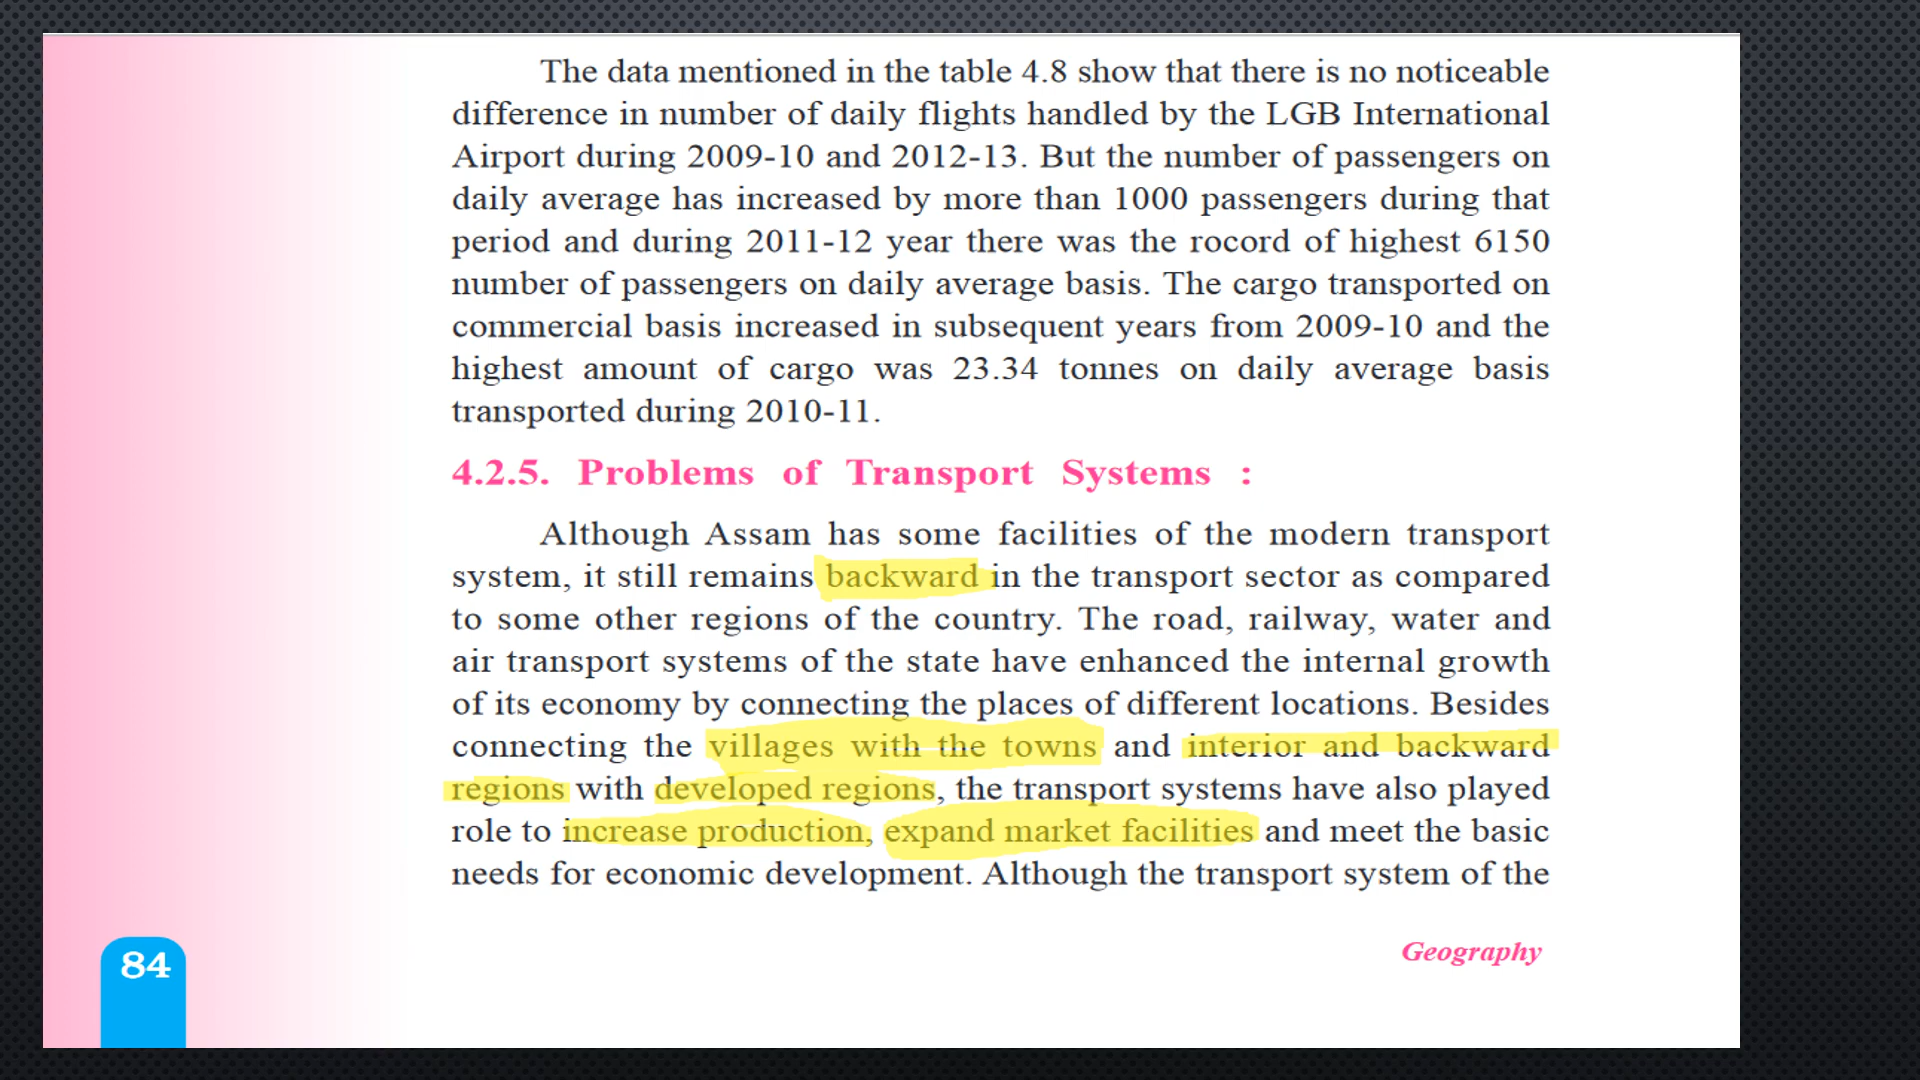 The data mentioned in the table 4.8 show that there is no noticeable
difference in number of daily flights handled by the LGB International
Airport during 2009-10 and 2012-13. But the number of passengers on
daily average has increased by more than 1000 passengers during that
period and during 2011-12 year there was the rocord of highest 6150
number of passengers on daily average basis. The cargo transported on
commercial basis increased in subsequent years from 2009-10 and the
highest amount of cargo was 23.34 tonnes on daily average basis
transported during 2010-11.
4.2.5. Problems of Transport Systems :
Although Assam has some facilities of the modern transport
system, it still remains backward in the transport sector as compared
to some other regions of the country. The road, railway, water and
air transport systems of the state have enhanced the internal growth
of its economy by connecting the places of different locations. Besides
connecting the villages with the towns and interior and backward
regions with developed regions, the transport systems have also played
role to increase production, expand market facilities and meet the basic
needs for economic development. Although the transport system of the
Geography
84